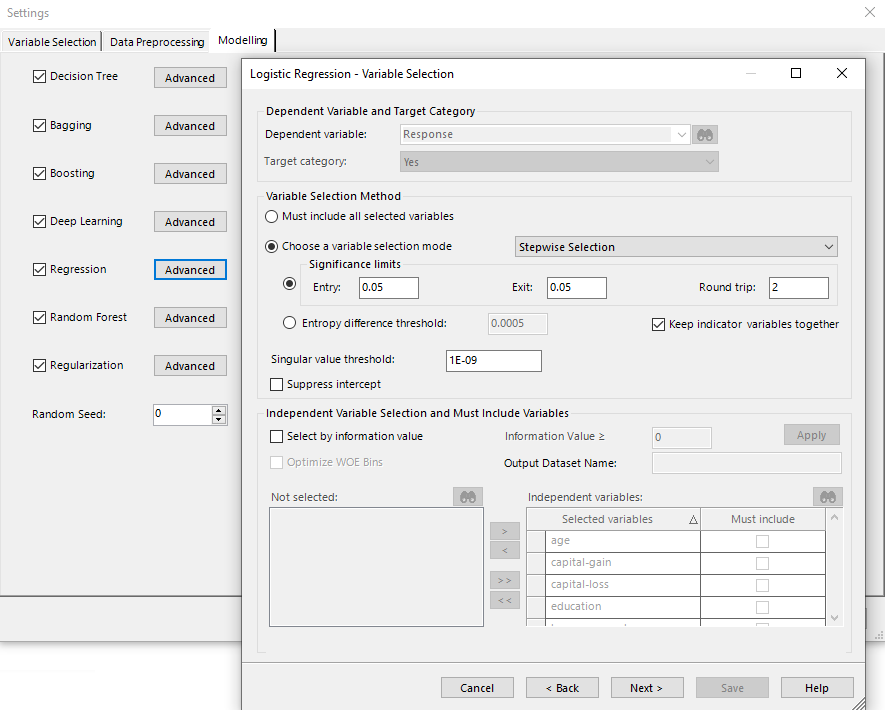 Settings
Variable Selection Data Preprocessing Modelling
Decision Tree Advanced
Bagging Advanced
Boosting Advanced
Deep Learning Advanced
Regression Advanced
Random Forest Advanced
Regularization Advanced
Random Seed: 0
Logistic Regression - Variable Selection
Dependent Variable and Target Category
Dependent variable: Response
Target category: Yes
Variable Selection Method
Must include all selected variables
Choose a variable selection mode Stepwise Selection
Significance limits
Entry: 0.05 Exit: 0.05 Round trip: 2
Entropy difference threshold: 0.0005 Keep indicator variables together
Singular value threshold: 1E-09
Suppress intercept
Independent Variable Selection and Must Include Variables
Select by information value Information Value ≥ 0 Apply
Optimize WOE Bins Output Dataset Name:
Not selected: Independent variables:
Selected variables Must include
>
<
>>
<<
age
capital-gain
capital-loss
education
Cancel < Back Next > Save Help